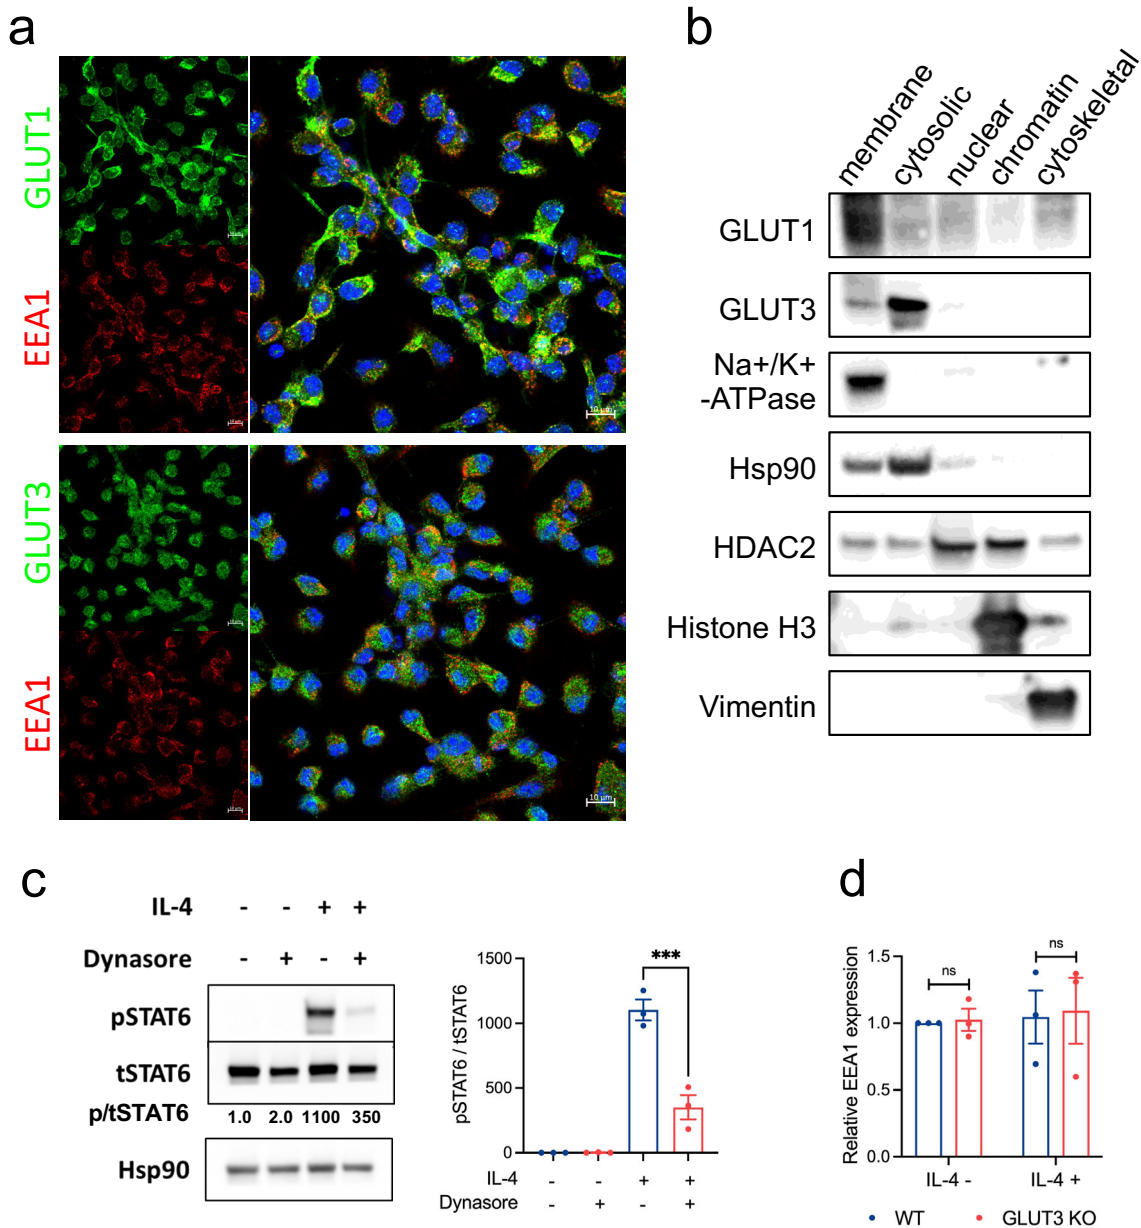 a
GLUT1
EEA1
10 µm
GLUT3
EEA1
10 µm
b
membrane
cytosolic
nuclear
chromatin
cytoskeletal
GLUT1
GLUT3
Na+/K+
-ATPase
Hsp90
HDAC2
Histone H3
Vimentin
c
IL-4 - - + +
Dynasore - + - +
pSTAT6
tSTAT6
p/tSTAT6 1.0 2.0 1100 350
Hsp90
pSTAT6 / tSTAT6
1500
1000
500
0
***
IL-4 - - + +
Dynasore - + - +
d
Relative EEA1 expression
1.5
1.0
0.5
0.0
ns
ns
IL-4 - IL-4 +
WT GLUT3 KO